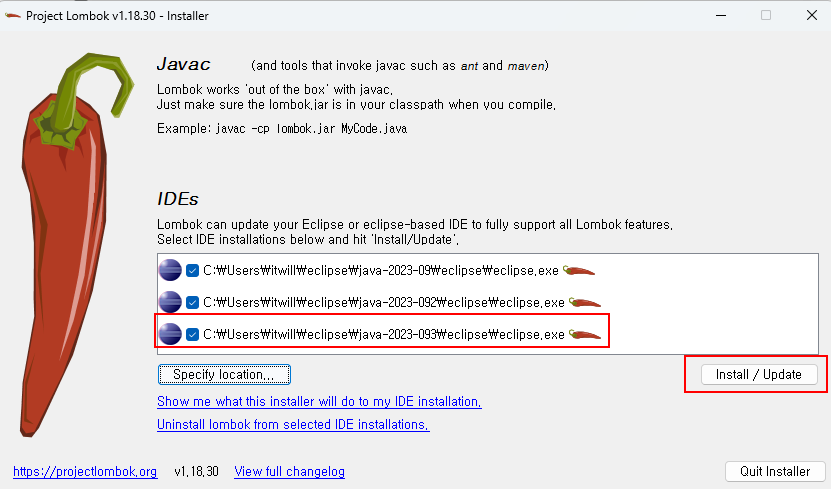 Project Lombok v1.18.30 - Installer
Javac (and tools that invoke javac such as ant and maven)
Lombok works 'out of the box' with javac.
Just make sure the lombok.jar is in your classpath when you compile.
Example: javac -cp lombok.jar MyCode.java
IDEs
Lombok can update your Eclipse or eclipse-based IDE to fully support all Lombok features.
Select IDE installations below and hit 'Install/Update'.
C:₩Users₩itwill₩eclipse₩java-2023-09₩eclipse₩eclipse.exe
C:₩Users₩itwill₩eclipse₩java-2023-092₩eclipse₩eclipse.exe
C:₩Users₩itwill₩eclipse₩java-2023-093₩eclipse₩eclipse.exe
Specify location... Install / Update
Show me what this installer will do to my IDE installation.
Uninstall lombok from selected IDE installations.
https://projectlombok.org v1.18.30 View full changelog Quit Installer